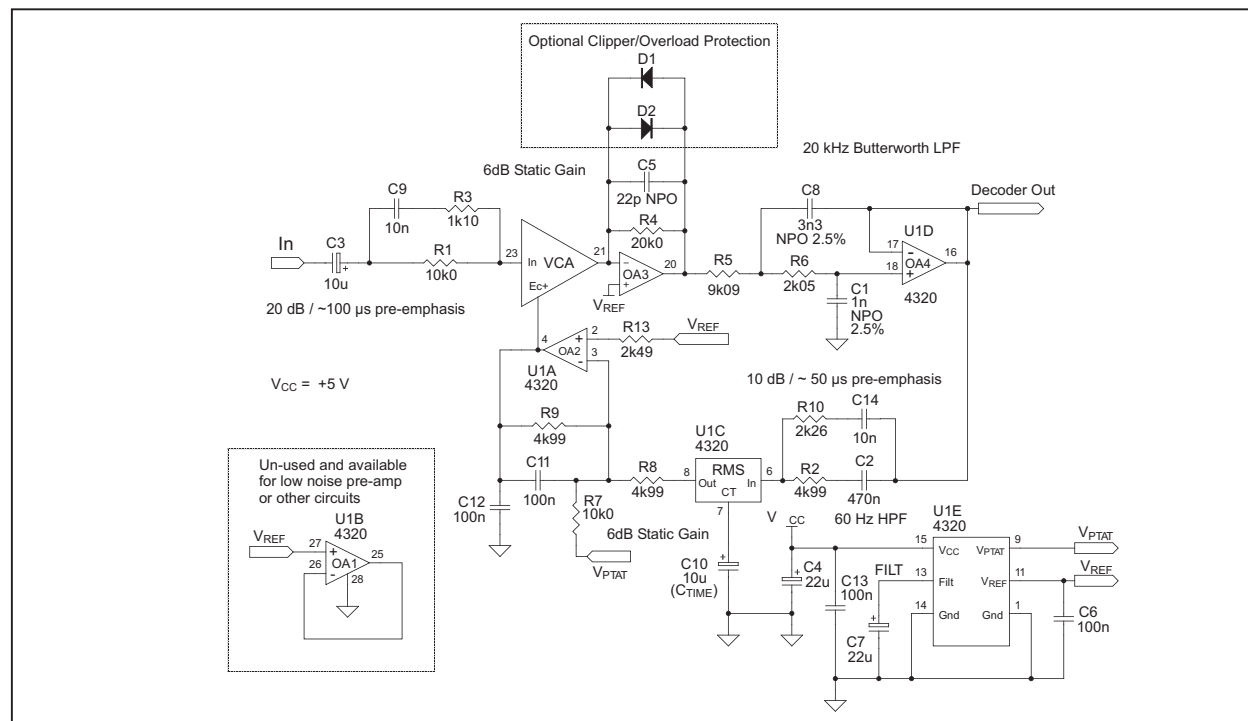 Optional Clipper/Overload Protection
D1
D2
20 kHz Butterworth LPF
6dB Static Gain
C5
22p NPO
C8
3n3
NPO 2.5%
Decoder Out
C9
10n
R3
1k10
R4
20k0
U1D
In
C3
+
10u
R1
10k0
23
In
VCA
Ec+
21
-
OA3
+
20
VREF
R5
9k09
R6
2k05
17
-
18
+
OA4
16
4320
C1
1n
NPO
2.5%
20 dB / ~100 µs pre-emphasis
4
OA2
+
-
2
3
R13
2k49
VREF
U1A
4320
VCC = +5 V
10 dB / ~ 50 µs pre-emphasis
R9
4k99
C11
100n
C12
100n
R7
10k0
VPTAT
6dB Static Gain
R8
4k99
U1C
4320
8
Out
RMS
In
CT
6
7
R10
2k26
C14
10n
R2
4k99
C2
470n
60 Hz HPF
Un-used and available
for low noise pre-amp
or other circuits
U1B
4320
VREF
27
+
26
-
OA1
25
28
C10
10u
(CTIME)
+
VCC
C4
22u
+
C13
100n
FILT
C7
22u
+
U1E
4320
15
VCC
VPTAT
9
VPTAT
13
Filt
VREF
11
VREF
14
Gnd
Gnd
1
C6
100n